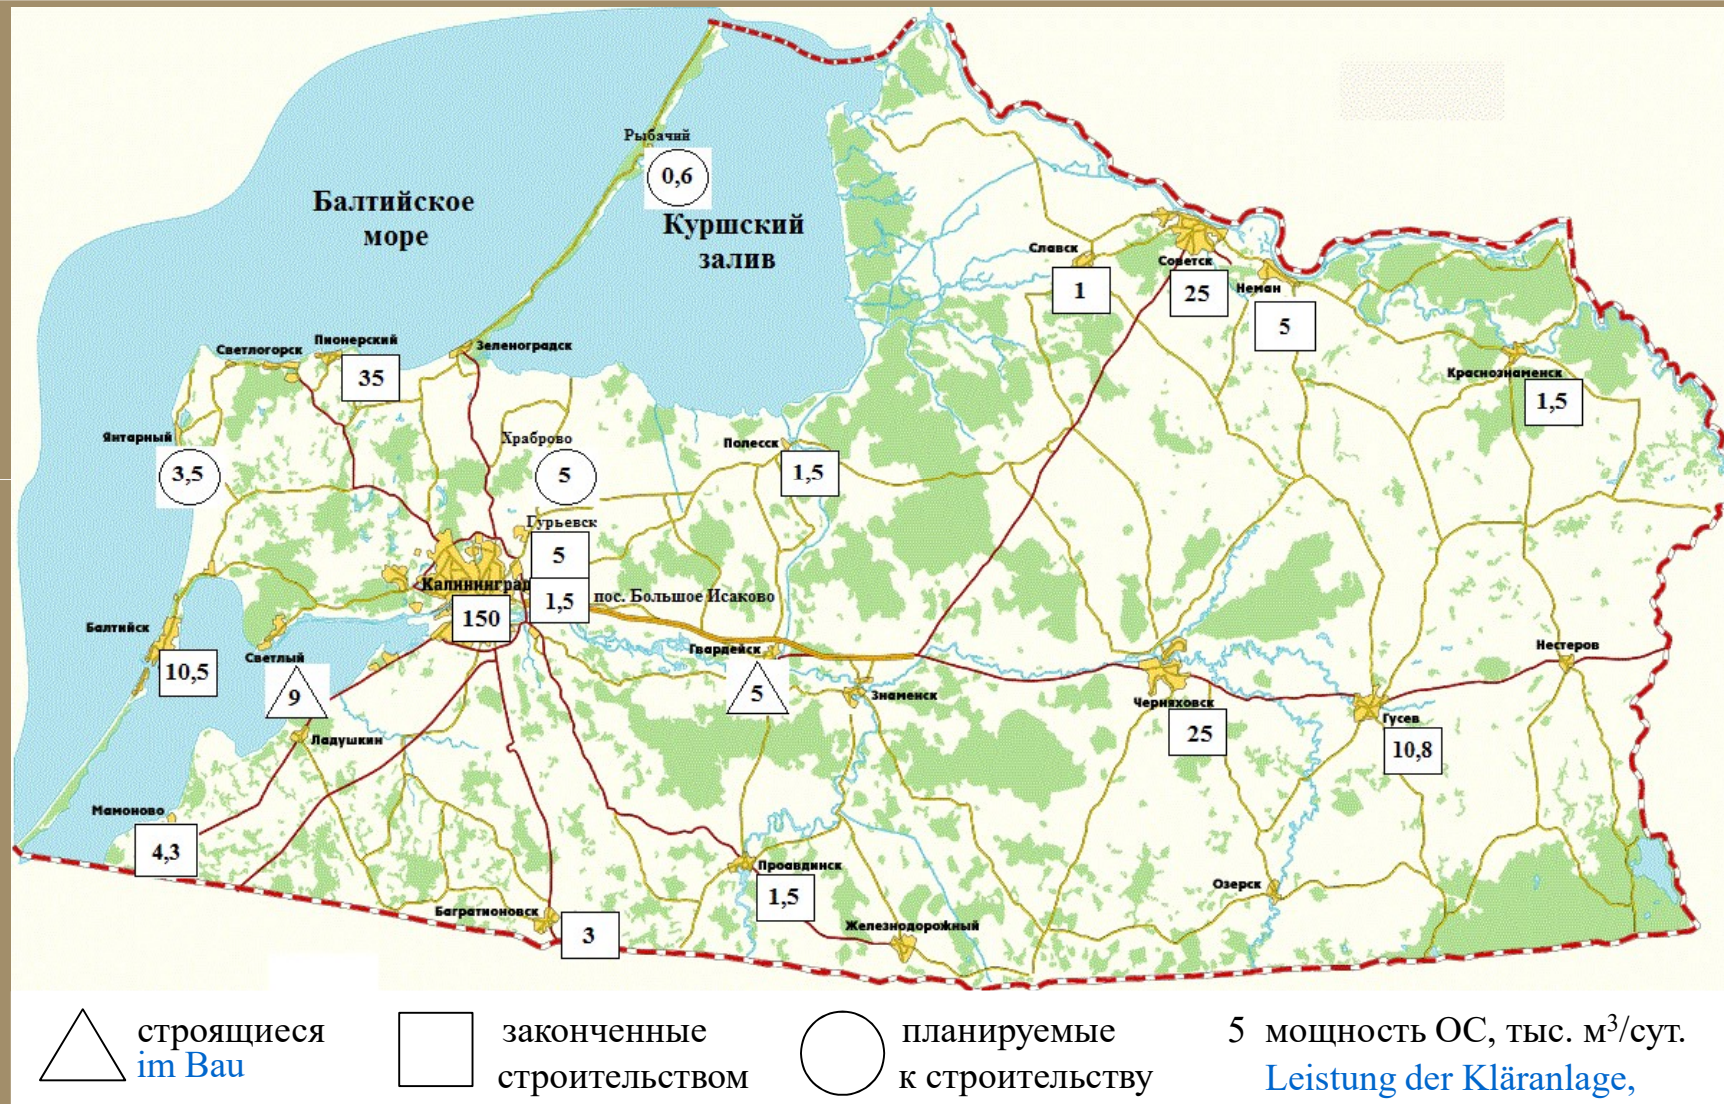 Рыбачий
0,6
Балтийское
море
Куршский
залив
Славск
1
Советск
25
Неман
5
Краснознаменск
1,5
Светлогорск
Пионерский
35
Зеленоградск
Янтарный
3,5
Храброво
5
Полесск
1,5
Гурьевск
5
Калининград
150
1,5
пос. Большое Исаково
Балтийск
10,5
Светлый
9
Ладушкин
Гвардейск
5
Знаменск
Черняховск
25
Гусев
10,8
Нестеров
Мамоново
4,3
Багратионовск
3
Проавдинск
1,5
Железнодорожный
Озерск
строящиеся
im Bau
законченные
строительством
планируемые
к строительству
5 мощность ОС, тыс. м³/сут.
Leistung der Kläranlage,